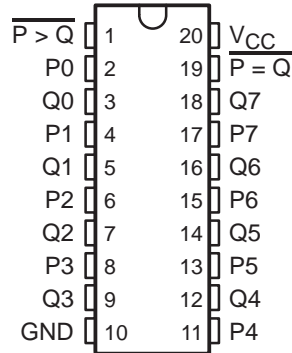 P > Q 1 20 VCC
P0 2 19 P = Q
Q0 3 18 Q7
P1 4 17 P7
Q1 5 16 Q6
P2 6 15 P6
Q2 7 14 Q5
P3 8 13 P5
Q3 9 12 Q4
GND 10 11 P4